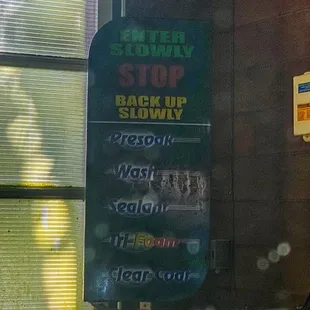 ENTER
SLOWLY
STOP
BACK UP
SLOWLY
Presoak
Wash
Sealant
Tri-Foam
Clear Coat